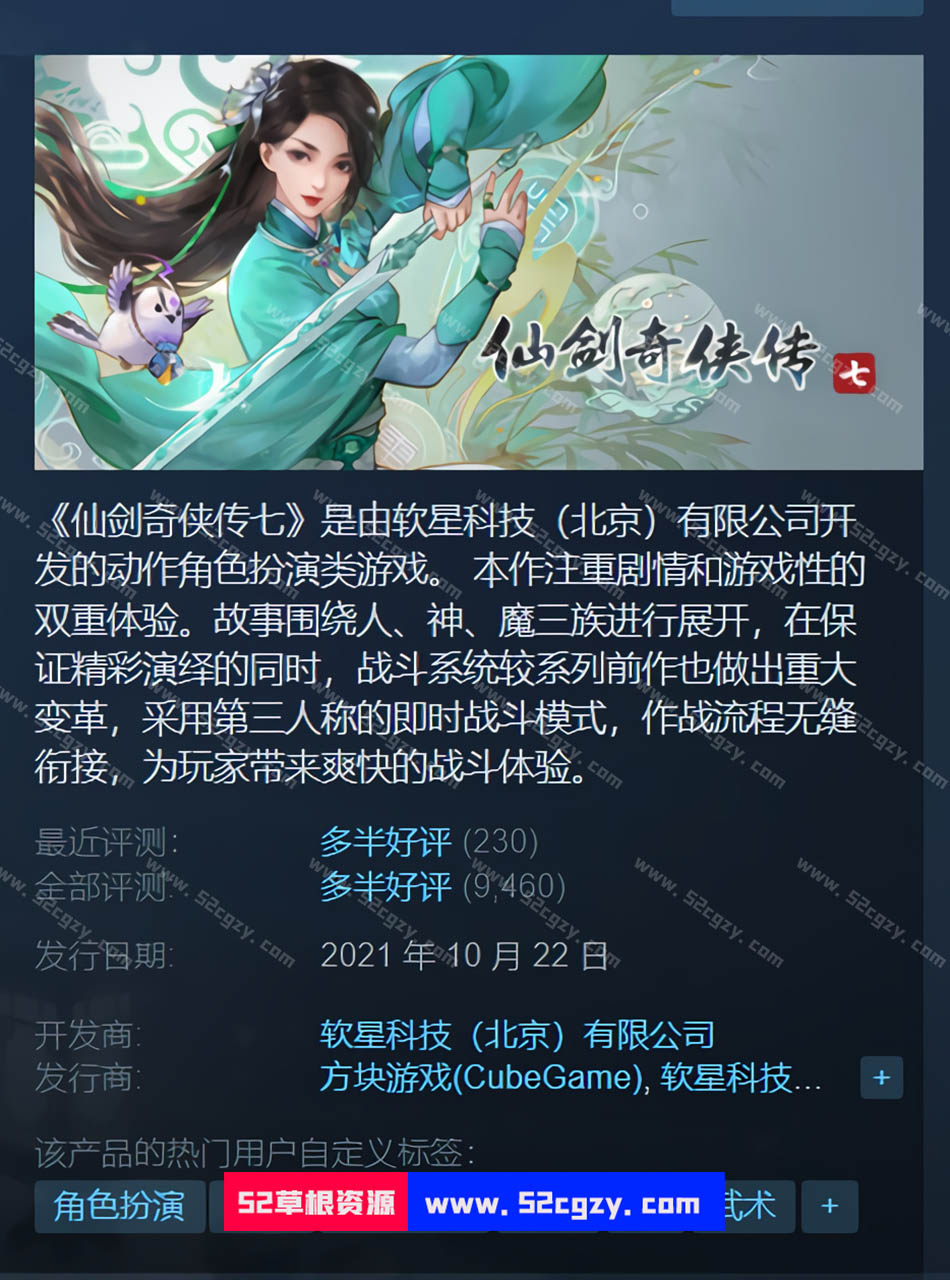 仙剑奇侠传 七
《仙剑奇侠传七》是由软星科技（北京）有限公司开
发的动作角色扮演类游戏。 本作注重剧情和游戏性的
双重体验。故事围绕人、神、魔三族进行展开，在保
证精彩演绎的同时，战斗系统较系列前作也做出重大
变革，采用第三人称的即时战斗模式，作战流程无缝
衔接，为玩家带来爽快的战斗体验。
最近评测: 多半好评 (230)
全部评测: 多半好评 (9,460)
发行日期: 2021 年 10 月 22 日
开发商: 软星科技（北京）有限公司
发行商: 方块游戏(CubeGame), 软星科技... +
该产品的热门用户自定义标签:
角色扮演 52草根资源 www.52cgzy.com 武术 +